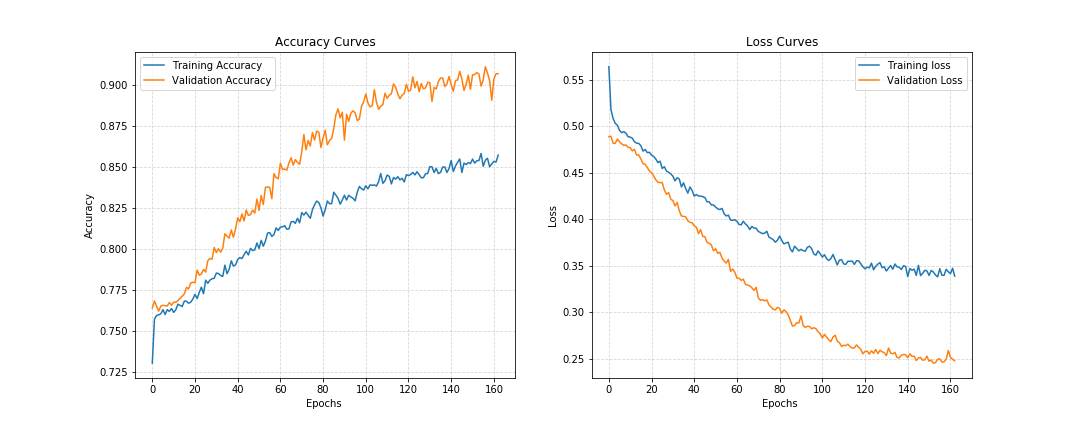 Accuracy Curves
Training Accuracy
Validation Accuracy
0.900
0.875
0.850
0.825
0.800
0.775
0.750
0.725
Accuracy
0 20 40 60 80 100 120 140 160
Epochs
Loss Curves
Training loss
Validation Loss
0.55
0.50
0.45
0.40
0.35
0.30
0.25
Loss
0 20 40 60 80 100 120 140 160
Epochs